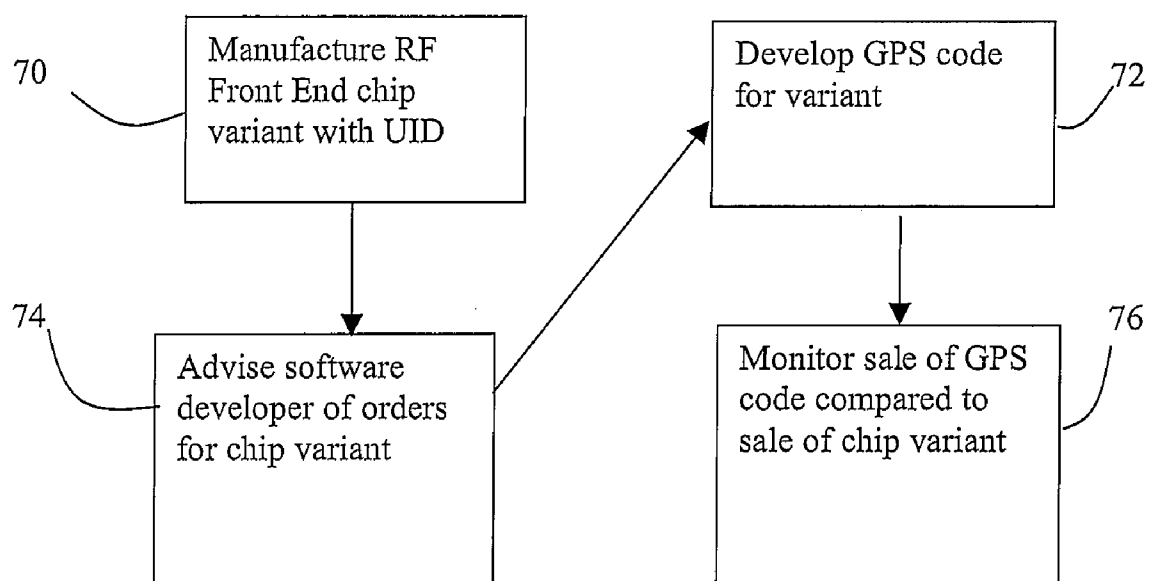 70
Manufacture RF
Front End chip
variant with UID
Develop GPS code
for variant
72
74
Advise software
developer of orders
for chip variant
Monitor sale of GPS
code compared to
sale of chip variant
76